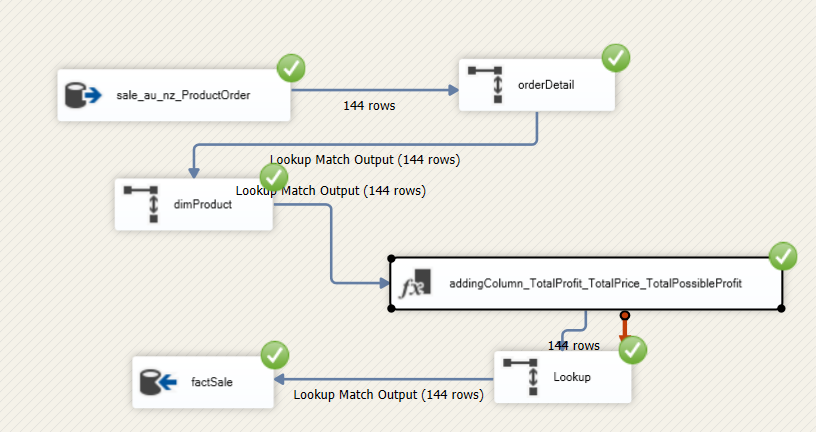 sale_au_nz_ProductOrder
144 rows
orderDetail
Lookup Match Output (144 rows)
dimProduct
Lookup Match Output (144 rows)
fx
addingColumn_TotalProfit_TotalPrice_TotalPossibleProfit
144 rows
Lookup
Lookup Match Output (144 rows)
factSale